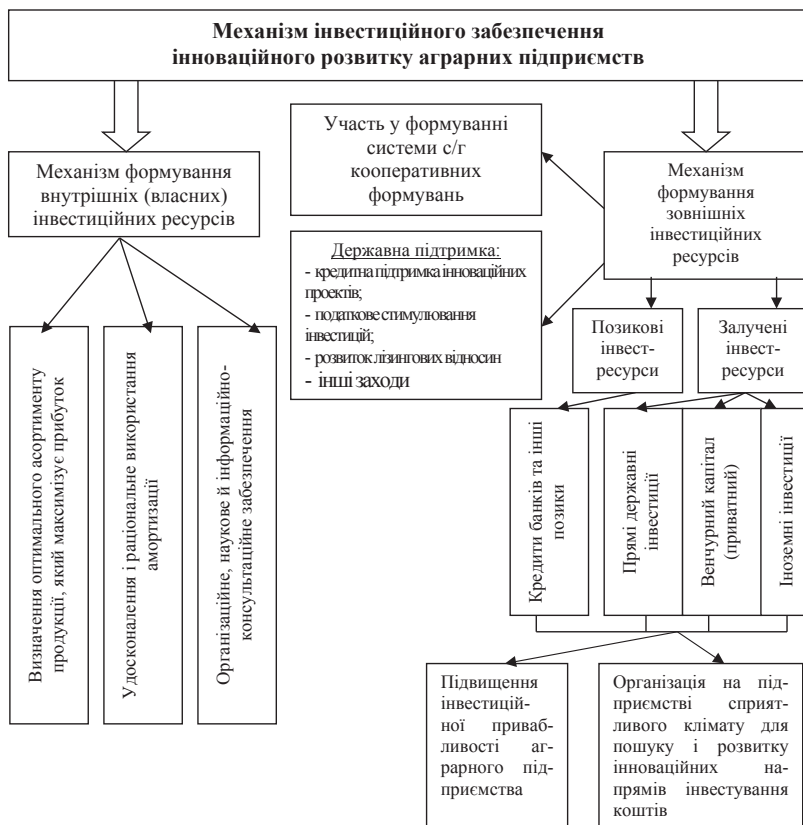 Механізм інвестиційного забезпечення
інноваційного розвитку аграрних підприємств
Участь у формуванні
системи с/г
кооперативних
формувань
Механізм формування
внутрішніх (власних)
інвестиційних ресурсів
Механізм
формування
зовнішніх
інвестиційних
ресурсів
Державна підтримка:
- кредитна підтримка інноваційних
проектів;
- податкове стимулювання
інвестицій;
- розвиток лізингових відносин
- інші заходи
Позикові
інвест-
ресурси
Залучені
інвест-
ресурси
Визначення оптимального асортименту
продукції, який максимізує прибуток
Удосконалення і раціональне використання
амортизації
Організаційне, наукове й інформаційно-
консультаційне забезпечення
Кредити банків та інші
позики
Прямі державні
інвестиції
Венчурний капітал
(приватний)
Іноземні інвестиції
Підвищення
інвестицій-
ної приваб-
ливості аг-
рарного під-
приємства
Організація на під-
приємстві сприят-
ливого клімату для
пошуку і розвитку
інноваційних на-
прямів інвестування
коштів